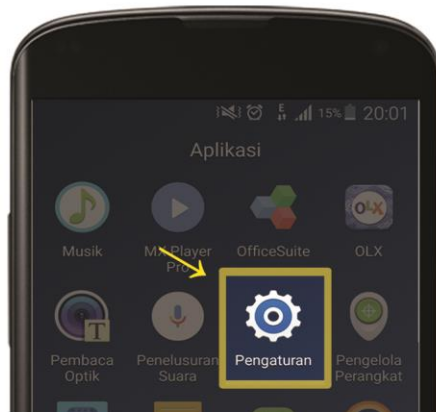 E 15% 20:01
Aplikasi
Musik
MX Player
Pro
OfficeSuite
OLX
OLX
T
Pembaca
Optik
Penelusuran
Suara
Pengaturan
Pengelola
Perangkat